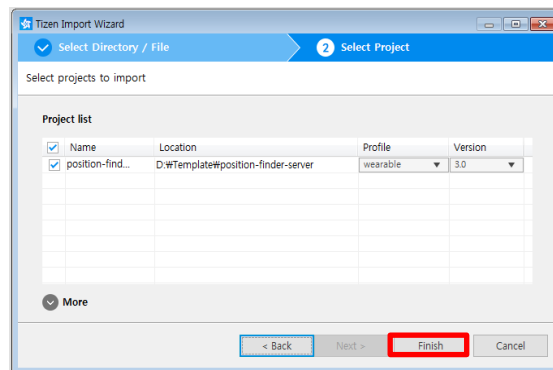 Tizen Import Wizard
Select Directory / File
2 Select Project
Select projects to import
Project list
Name Location Profile Version
position-find... D:₩Template₩position-finder-server wearable 3.0
More
< Back Next > Finish Cancel